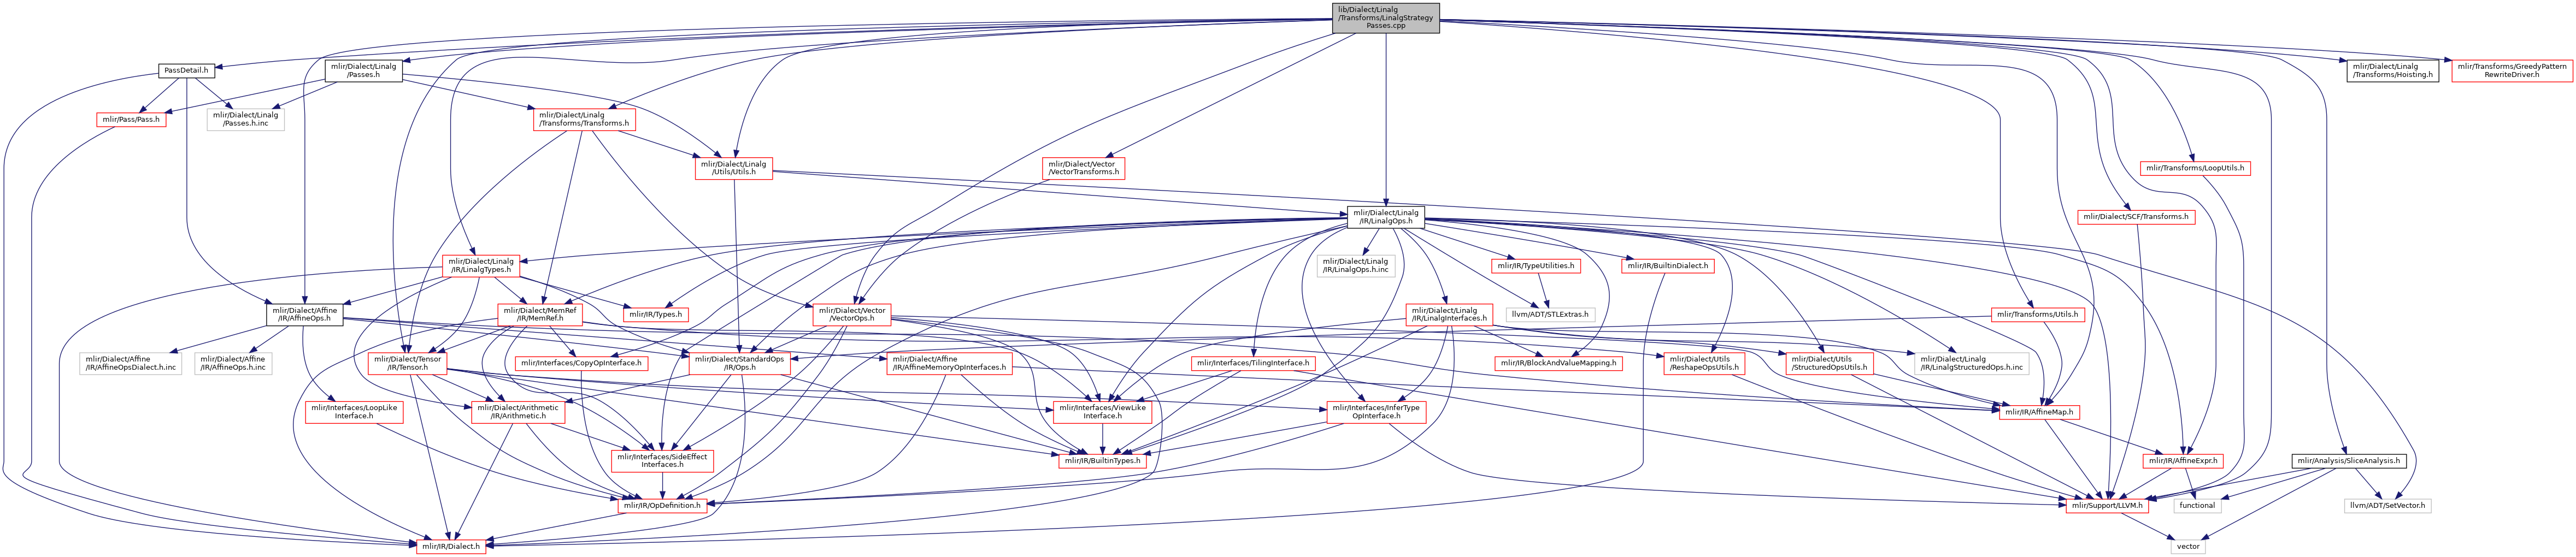 lib/Dialect/Linalg
/Transforms/LinalgStrategy
Passes.cpp
PassDetail.h
mlir/Dialect/Linalg
/Passes.h
mlir/Dialect/Linalg
/Transforms/Hoisting.h
mlir/Transforms/GreedyPattern
RewriteDriver.h
mlir/Pass/Pass.h
mlir/Dialect/Linalg
/Passes.h.inc
mlir/Dialect/Linalg
/Transforms/Transforms.h
mlir/Dialect/Linalg
/Utils/Utils.h
mlir/Dialect/Vector
/VectorTransforms.h
mlir/Transforms/LoopUtils.h
mlir/Dialect/Linalg
/IR/LinalgOps.h
mlir/Dialect/SCF/Transforms.h
mlir/Dialect/Linalg
/IR/LinalgTypes.h
mlir/Dialect/Linalg
/IR/LinalgOps.h.inc
mlir/IR/TypeUtilities.h
mlir/IR/BuiltinDialect.h
mlir/Dialect/Affine
/IR/AffineOps.h
mlir/Dialect/MemRef
/IR/MemRef.h
mlir/IR/Types.h
mlir/Dialect/Vector
/VectorOps.h
mlir/Dialect/Linalg
/IR/LinalgInterfaces.h
llvm/ADT/STLExtras.h
mlir/Transforms/Utils.h
mlir/Dialect/Affine
/IR/AffineOpsDialect.h.inc
mlir/Dialect/Affine
/IR/AffineOps.h.inc
mlir/Dialect/Tensor
/IR/Tensor.h
mlir/Interfaces/CopyOpInterface.h
mlir/Dialect/StandardOps
/IR/Ops.h
mlir/Dialect/Affine
/IR/AffineMemoryOpInterfaces.h
mlir/Interfaces/TilingInterface.h
mlir/IR/BlockAndValueMapping.h
mlir/Dialect/Utils
/ReshapeOpsUtils.h
mlir/Dialect/Utils
/StructuredOpsUtils.h
mlir/Dialect/Linalg
/IR/LinalgStructuredOps.h.inc
mlir/Interfaces/LoopLike
Interface.h
mlir/Dialect/Arithmetic
/IR/Arithmetic.h
mlir/Interfaces/ViewLike
Interface.h
mlir/Interfaces/InferType
OpInterface.h
mlir/IR/AffineMap.h
mlir/Interfaces/SideEffect
Interfaces.h
mlir/IR/BuiltinTypes.h
mlir/IR/AffineExpr.h
mlir/Analysis/SliceAnalysis.h
mlir/IR/OpDefinition.h
mlir/Support/LLVM.h
functional
llvm/ADT/SetVector.h
mlir/IR/Dialect.h
vector